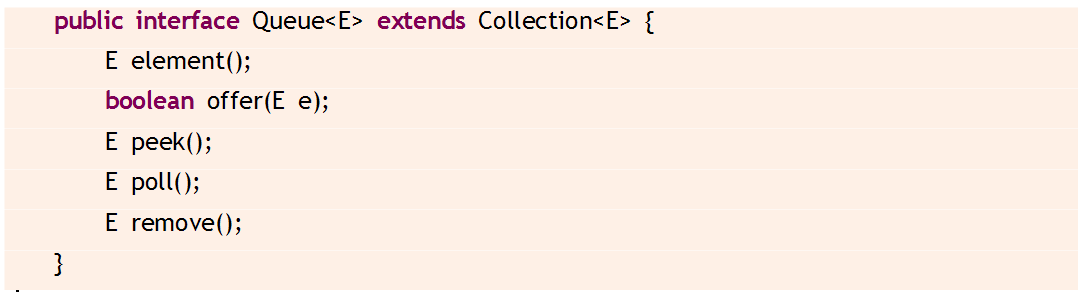 public interface Queue<E> extends Collection<E> {
E element();
boolean offer(E e);
E peek();
E poll();
E remove();
}